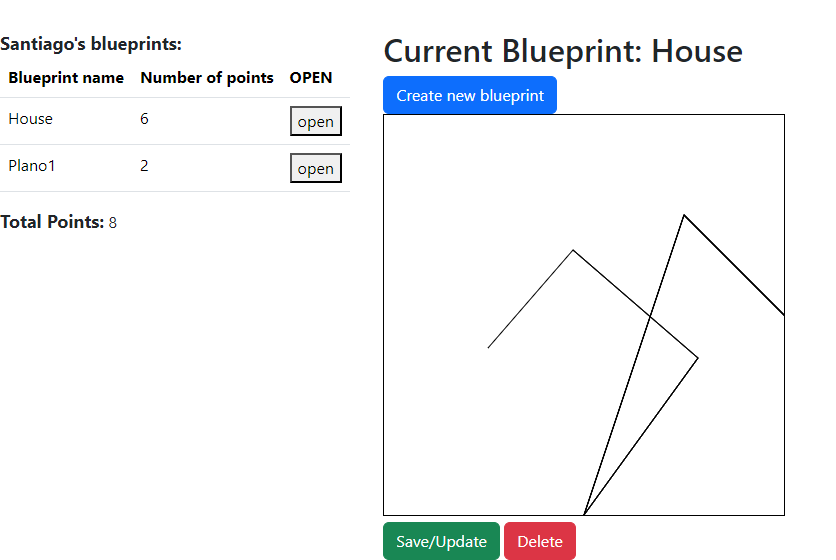 Santiago's blueprints:
Blueprint name Number of points OPEN
House 6 open
Plano1 2 open
Total Points: 8
Current Blueprint: House
Create new blueprint
Save/Update Delete